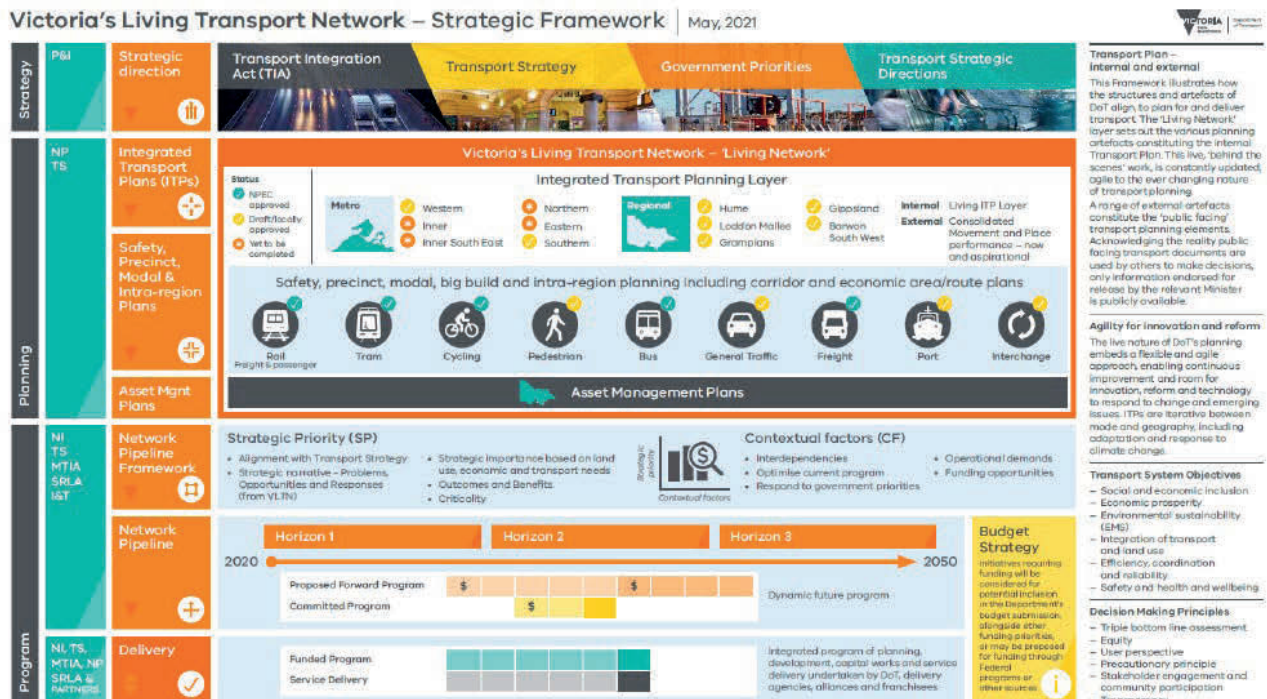 Victoria's Living Transport Network – Strategic Framework | May, 2021
VICTORIA
Strategy
P&I
Strategic
direction
Transport Integration
Act (TIA)
Transport Strategy
Government Priorities
Transport Strategic
Directions
Planning
NP
TS
Integrated
Transport
Plans (ITPs)
Safety,
Precinct,
Modal &
Intra-region
Plans
Asset Mgnt
Plans
Victoria's Living Transport Network – 'Living Network'
Status
NPEC
approved
Draft/locally
approved
Yet to be
completed
Integrated Transport Planning Layer
Metro
Western
Inner
Inner South East
Northern
Eastern
Southern
Regional
Hume
Loddon Mallee
Grampians
Gippsland
Barwon
South West
Internal Living ITP Layer
External Consolidated
Movement and Place
performance – now
and aspirational
Safety, precinct, modal, big build and intra-region planning including corridor and economic area/route plans
Rail
Freight & passenger
Tram
Cycling
Pedestrian
Bus
General Traffic
Freight
Port
Interchange
Asset Management Plans
Program
NI
TS
MTIA
SRLA
I&T
Network
Pipeline
Framework
Strategic Priority (SP)
• Alignment with Transport Strategy
• Strategic narrative – Problems,
Opportunities and Responses
(from VLTN)
• Strategic importance based on land
use, economic and transport needs
• Outcomes and Benefits
• Criticality
Strategic
priority
$
Contextual factors
Contextual factors (CF)
• Interdependencies
• Optimise current program
• Respond to government priorities
• Operational demands
• Funding opportunities
Network
Pipeline
Horizon 1
Horizon 2
Horizon 3
2020
2050
Proposed Forward Program
$
$
Committed Program
$
Dynamic future program
Budget
Strategy
Initiatives requiring
funding will be
considered for
potential inclusion
in the Department's
budget submission,
alongside other
funding priorities,
or may be proposed
for funding through
Federal
programs or
other sources
NI, TS,
MTIA, NP
SRLA &
PARTNERS
Delivery
Funded Program
Service Delivery
Integrated program of planning,
development, capital works and service
delivery undertaken by DoT, delivery
agencies, alliances and franchisees
Transport Plan –
internal and external
This Framework illustrates how
the structures and artefacts of
DoT align, to plan for and deliver
transport. The 'Living Network'
layer sets out the various planning
artefacts constituting the internal
Transport Plan. This live, 'behind the
scenes' work, is constantly updated,
agile to the ever changing nature
of transport planning.
A range of external artefacts
constitute the 'public facing'
transport planning elements.
Acknowledging the reality public
facing transport documents are
used by others to make decisions,
only information endorsed for
release by the relevant Minister
is publicly available.
Agility for innovation and reform
The live nature of DoT's planning
embeds a flexible and agile
approach, enabling continuous
improvement and room for
innovation, reform and technology
to respond to change and emerging
issues. ITPs are iterative between
mode and geography, including
adaptation and response to
climate change.
Transport System Objectives
– Social and economic inclusion
– Economic prosperity
– Environmental sustainability
(EMS)
– Integration of transport
and land use
– Efficiency, coordination
and reliability
– Safety and health and wellbeing
Decision Making Principles
– Triple bottom line assessment
– Equity
– User perspective
– Precautionary principle
– Stakeholder engagement and
community participation